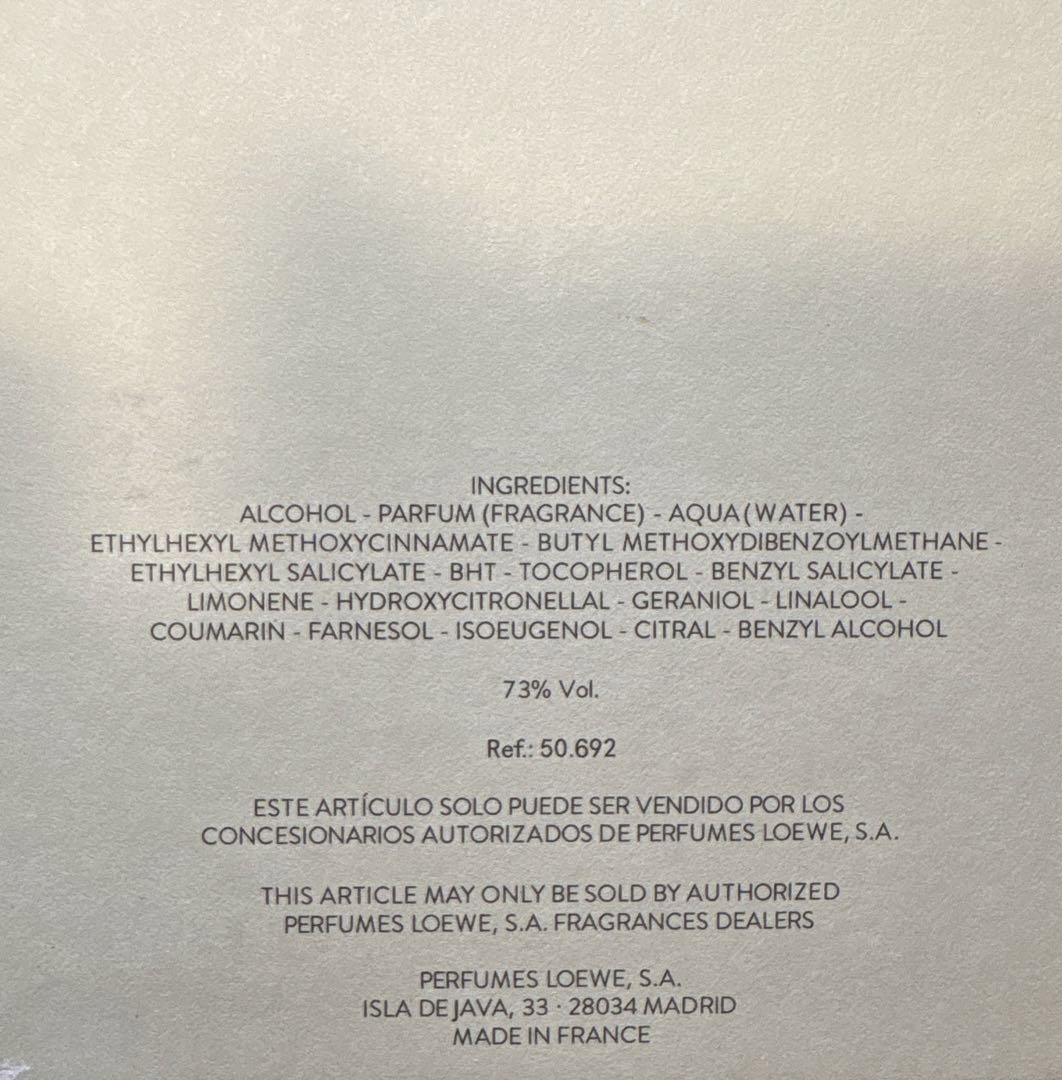 INGREDIENTS:
ALCOHOL - PARFUM (FRAGRANCE) - AQUA (WATER) -
ETHYLHEXYL METHOXYCINNAMATE - BUTYL METHOXYDIBENZOYLMETHANE -
ETHYLHEXYL SALICYLATE - BHT - TOCOPHEROL - BENZYL SALICYLATE -
LIMONENE - HYDROXYCITRONELLAL - GERANIOL - LINALOOL -
COUMARIN - FARNESOL - ISOEUGENOL - CITRAL - BENZYL ALCOHOL
73% Vol.
Ref.: 50.692
ESTE ARTÍCULO SOLO PUEDE SER VENDIDO POR LOS
CONCESIONARIOS AUTORIZADOS DE PERFUMES LOEWE, S.A.
THIS ARTICLE MAY ONLY BE SOLD BY AUTHORIZED
PERFUMES LOEWE, S.A. FRAGRANCES DEALERS
PERFUMES LOEWE, S.A.
ISLA DE JAVA, 33 · 28034 MADRID
MADE IN FRANCE